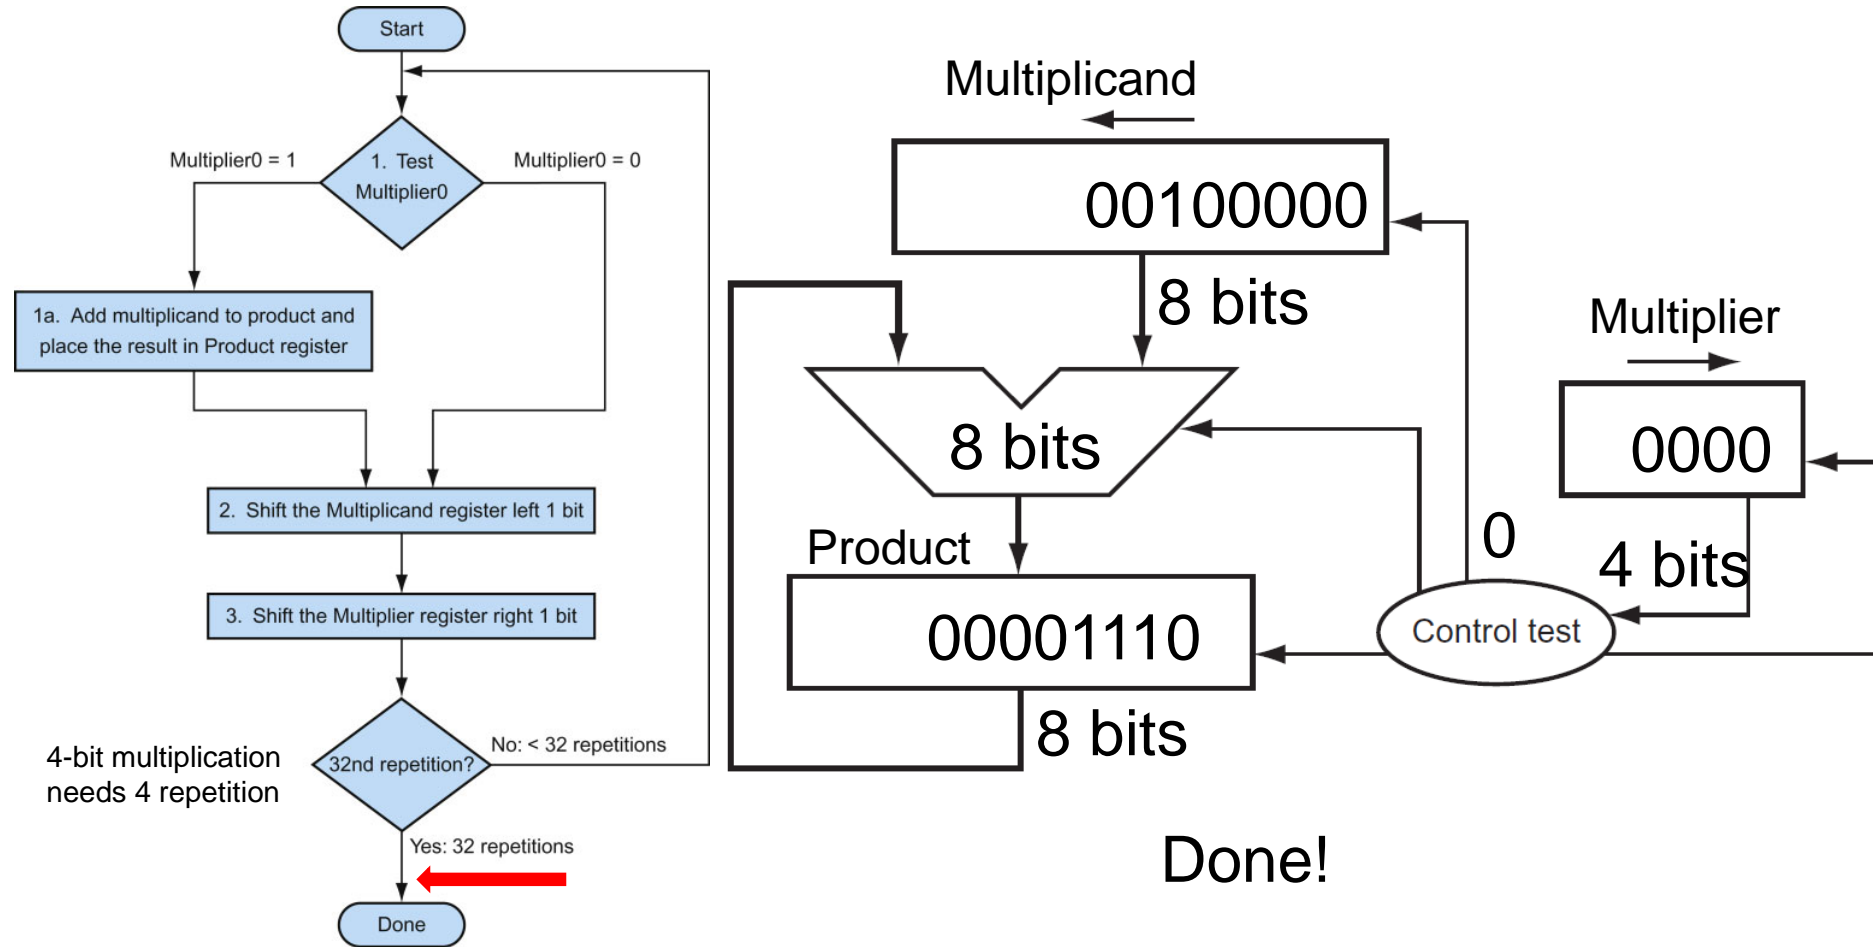 Start
Multiplier0 = 1
1. Test
Multiplier0
Multiplier0 = 0
1a. Add multiplicand to product and
place the result in Product register
2. Shift the Multiplicand register left 1 bit
3. Shift the Multiplier register right 1 bit
32nd repetition?
No: < 32 repetitions
4-bit multiplication
needs 4 repetition
Yes: 32 repetitions
Done
Multiplicand
00100000
8 bits
Multiplier
0000
8 bits
0
4 bits
Product
00001110
Control test
8 bits
Done!